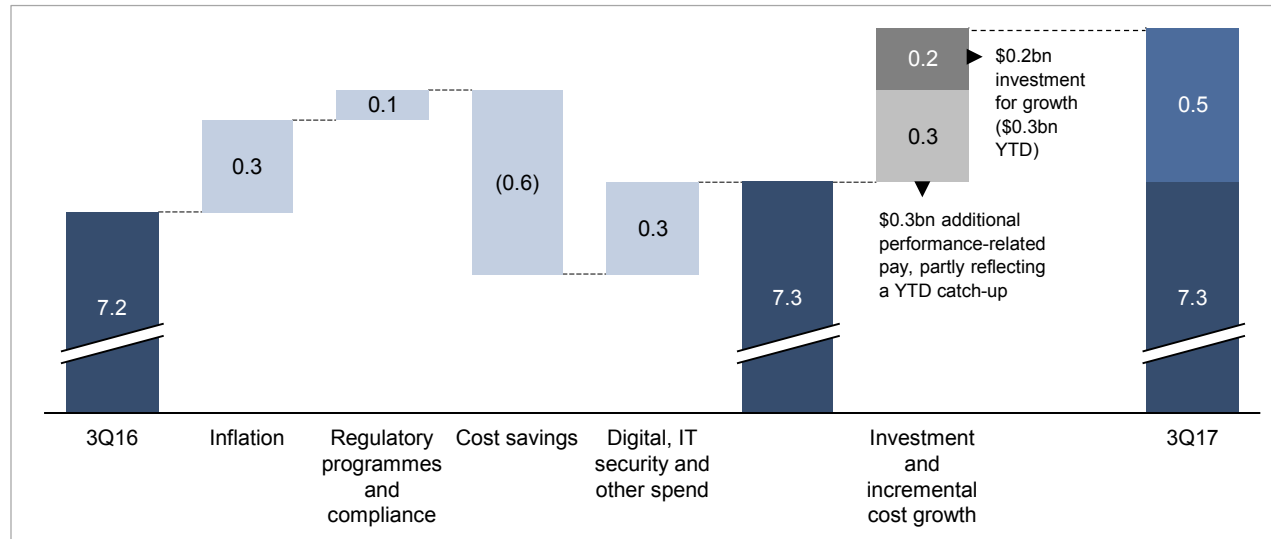 0.2
$0.2bn
investment
for growth
($0.3bn
YTD)
0.1
0.3
(0.6)
0.3
0.3
0.5
$0.3bn additional
performance-related
pay, partly reflecting
a YTD catch-up
7.2
7.3
7.3
3Q16
Inflation
Regulatory
programmes
and
compliance
Cost savings
Digital, IT
security and
other spend
Investment
and
incremental
cost growth
3Q17